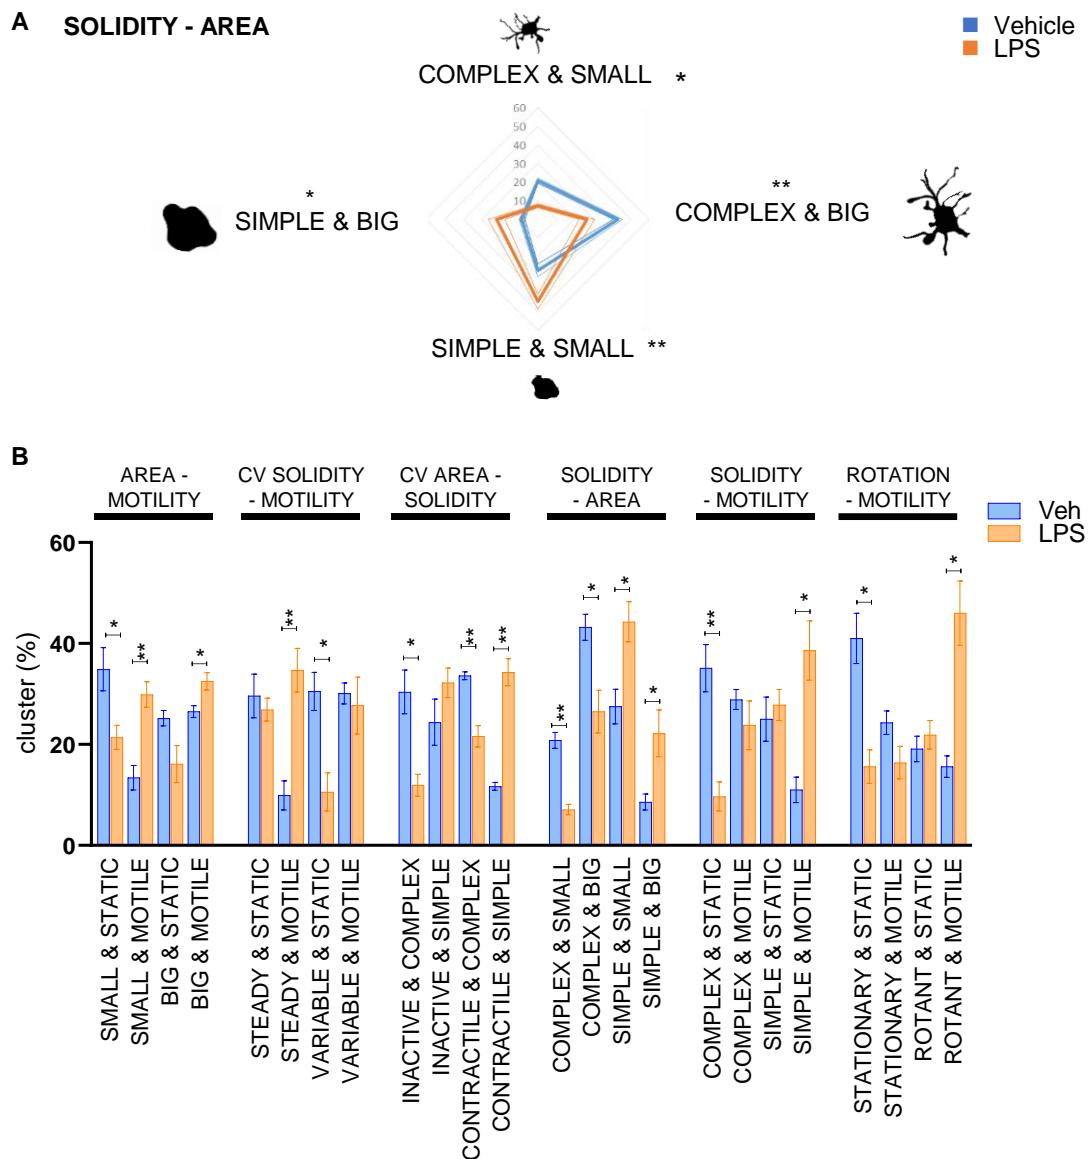 A SOLIDITY - AREA
Vehicle
LPS
COMPLEX & SMALL *
60
50
40
30
20
10
*
SIMPLE & BIG
**
COMPLEX & BIG
SIMPLE & SMALL **
B
AREA -
MOTILITY
CV SOLIDITY
- MOTILITY
CV AREA -
SOLIDITY
SOLIDITY
- AREA
SOLIDITY
- MOTILITY
ROTATION
- MOTILITY
Veh
LPS
cluster (%)
60
40
20
0
* ** *
** *
* ** **
** * * *
** *
* *
SMALL & STATIC
SMALL & MOTILE
BIG & STATIC
BIG & MOTILE
STEADY & STATIC
STEADY & MOTILE
VARIABLE & STATIC
VARIABLE & MOTILE
INACTIVE & COMPLEX
INACTIVE & SIMPLE
CONTRACTILE & COMPLEX
CONTRACTILE & SIMPLE
COMPLEX & SMALL
COMPLEX & BIG
SIMPLE & SMALL
SIMPLE & BIG
COMPLEX & STATIC
COMPLEX & MOTILE
SIMPLE & STATIC
SIMPLE & MOTILE
STATIONARY & STATIC
STATIONARY & MOTILE
ROTANT & STATIC
ROTANT & MOTILE